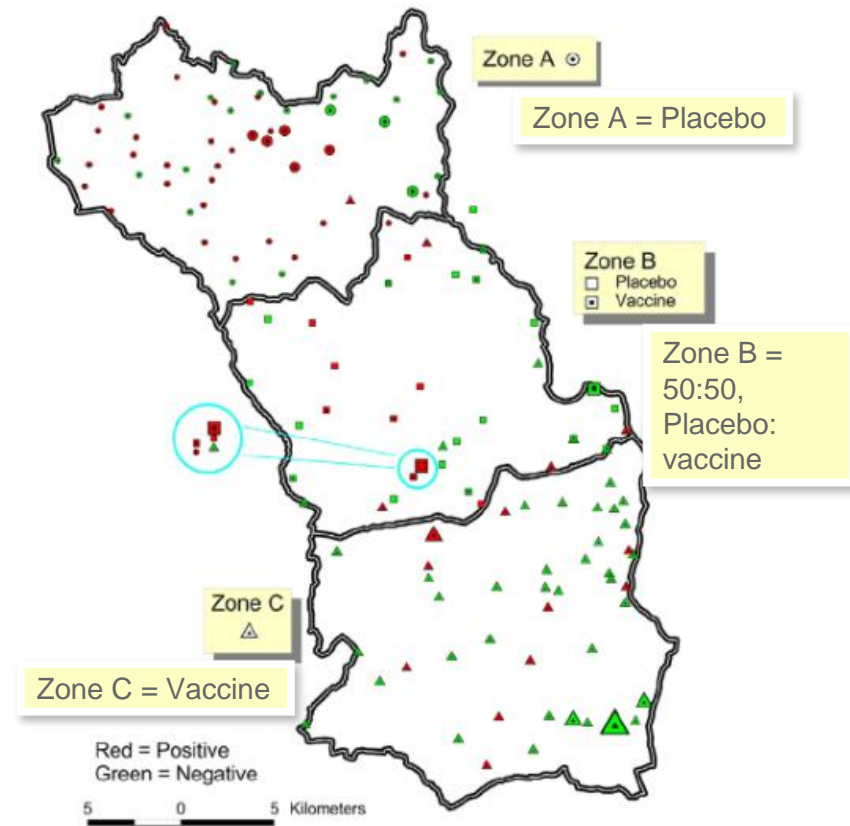 Zone A
Zone A = Placebo
Zone B
Placebo
Vaccine
Zone B =
50:50,
Placebo:
vaccine
Zone C
Zone C = Vaccine
Red = Positive
Green = Negative
5 0 5 Kilometers